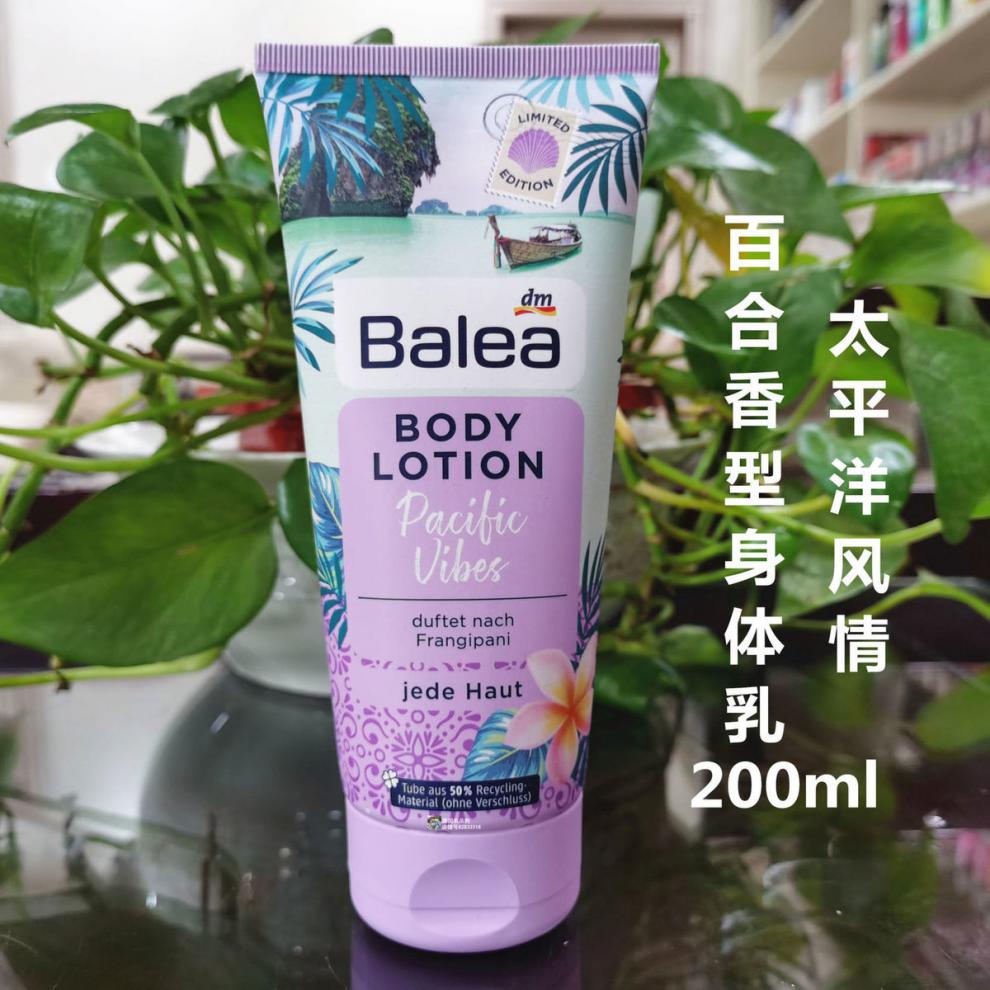 LIMITED
EDITION
dm
Balea
BODY
LOTION
Pacific
Vibes
duftet nach
Frangipani
jede Haut
Tube aus 50% Recycling-
Material (ohne Verschluss)
太平洋风情
百合香型身体乳
200ml